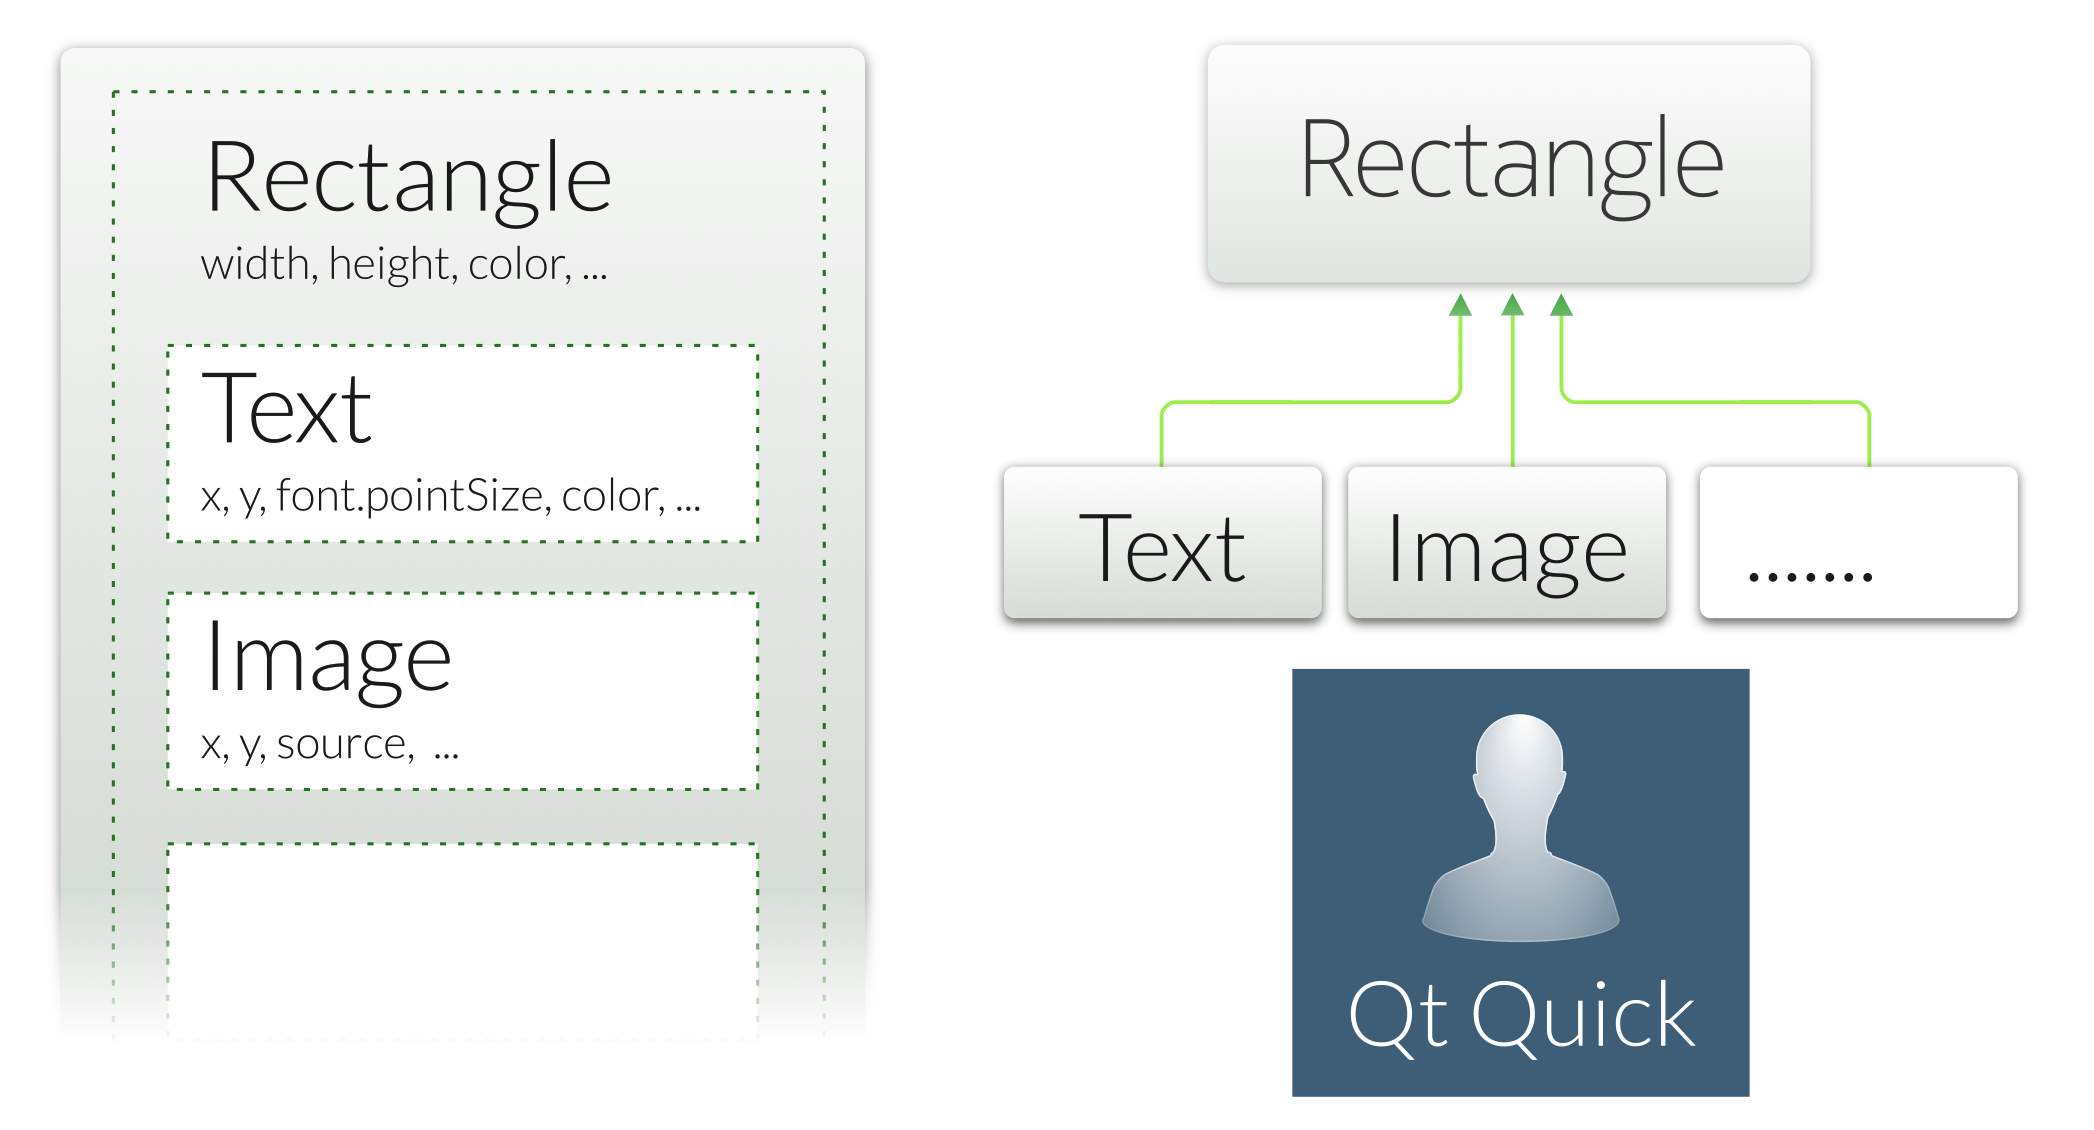 Rectangle
width, height, color, ...
Text
x, y, font.pointSize, color, ...
Image
x, y, source,  ...
Rectangle
Text
Image
.......
Qt Quick